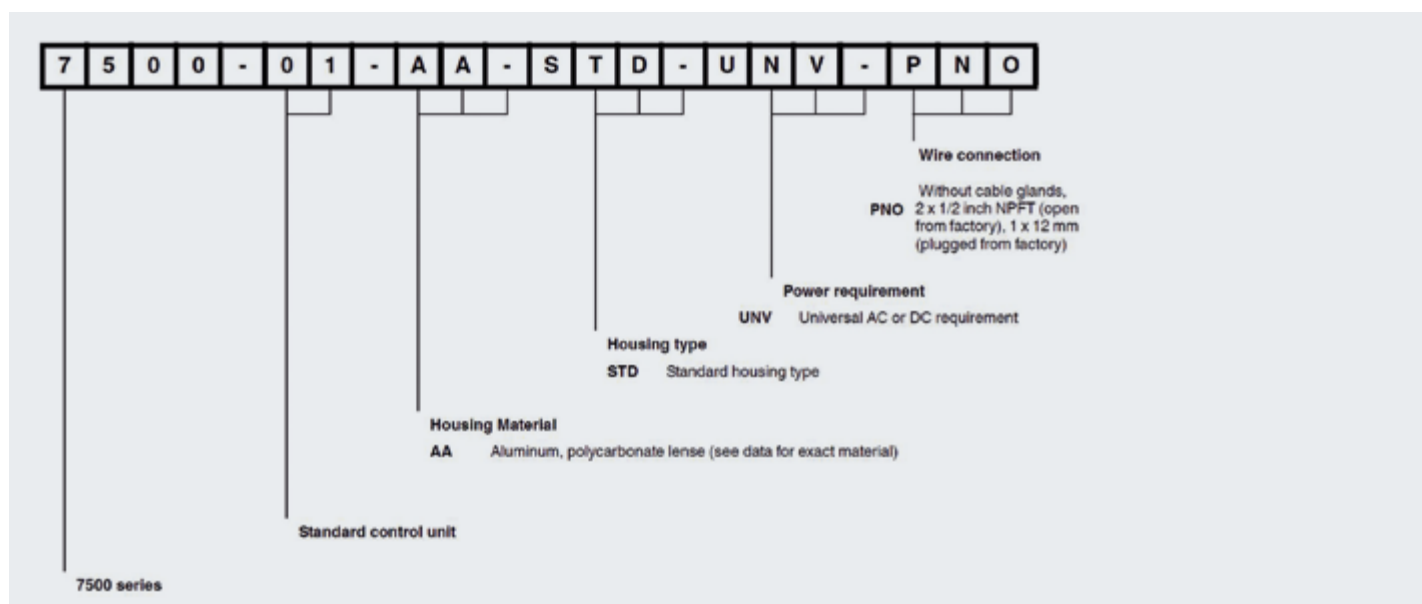 7500-01-AA-STD-UNV-PNO
Wire connection
PNO Without cable glands,
2 x 1/2 inch NPFT (open
from factory), 1 x 12 mm
(plugged from factory)
Power requirement
UNV Universal AC or DC requirement
Housing type
STD Standard housing type
Housing Material
AA Aluminum, polycarbonate lense (see data for exact material)
Standard control unit
7500 series